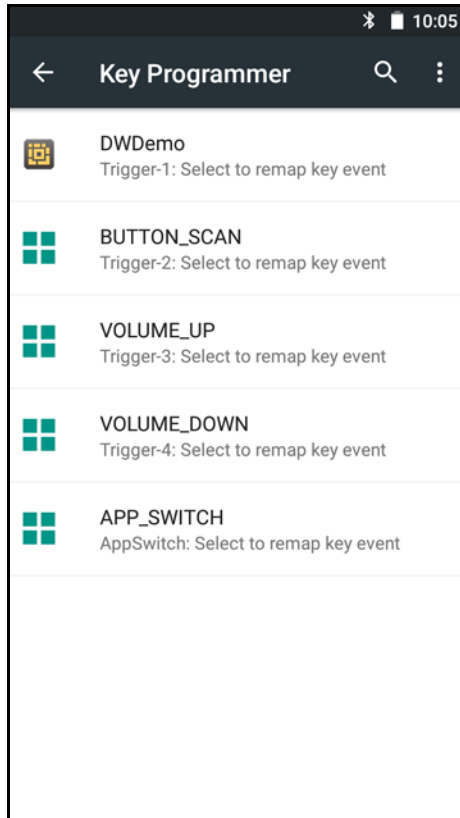 10:05
Key Programmer
DWDemo
Trigger-1: Select to remap key event
BUTTON_SCAN
Trigger-2: Select to remap key event
VOLUME_UP
Trigger-3: Select to remap key event
VOLUME_DOWN
Trigger-4: Select to remap key event
APP_SWITCH
AppSwitch: Select to remap key event